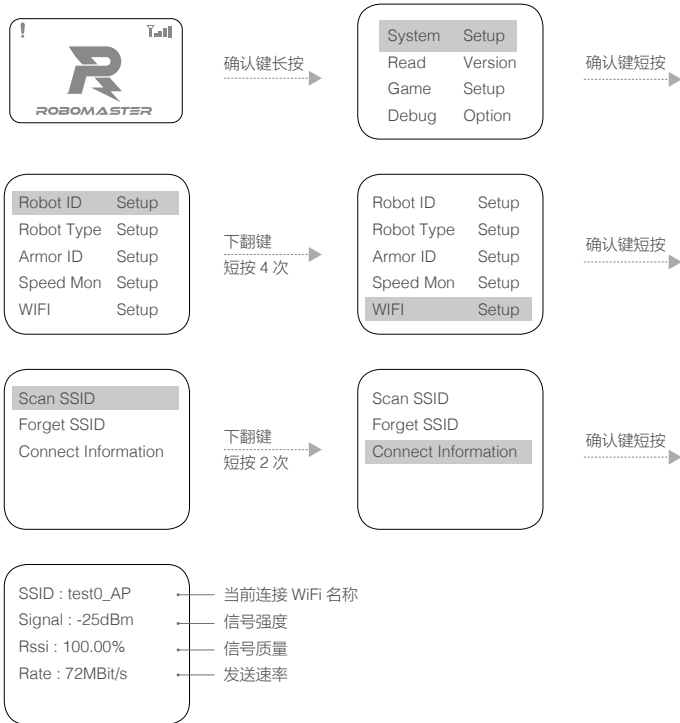 !
ROBOMASTER
确认键长按
System Setup
Read Version
Game Setup
Debug Option
确认键短按
Robot ID Setup
Robot Type Setup
Armor ID Setup
Speed Mon Setup
WIFI Setup
下翻键
短按 4 次
Robot ID Setup
Robot Type Setup
Armor ID Setup
Speed Mon Setup
WIFI Setup
确认键短按
Scan SSID
Forget SSID
Connect Information
下翻键
短按 2 次
Scan SSID
Forget SSID
Connect Information
确认键短按
SSID : test0_AP
当前连接 WiFi 名称
Signal : -25dBm
信号强度
Rssi : 100.00%
信号质量
Rate : 72MBit/s
发送速率